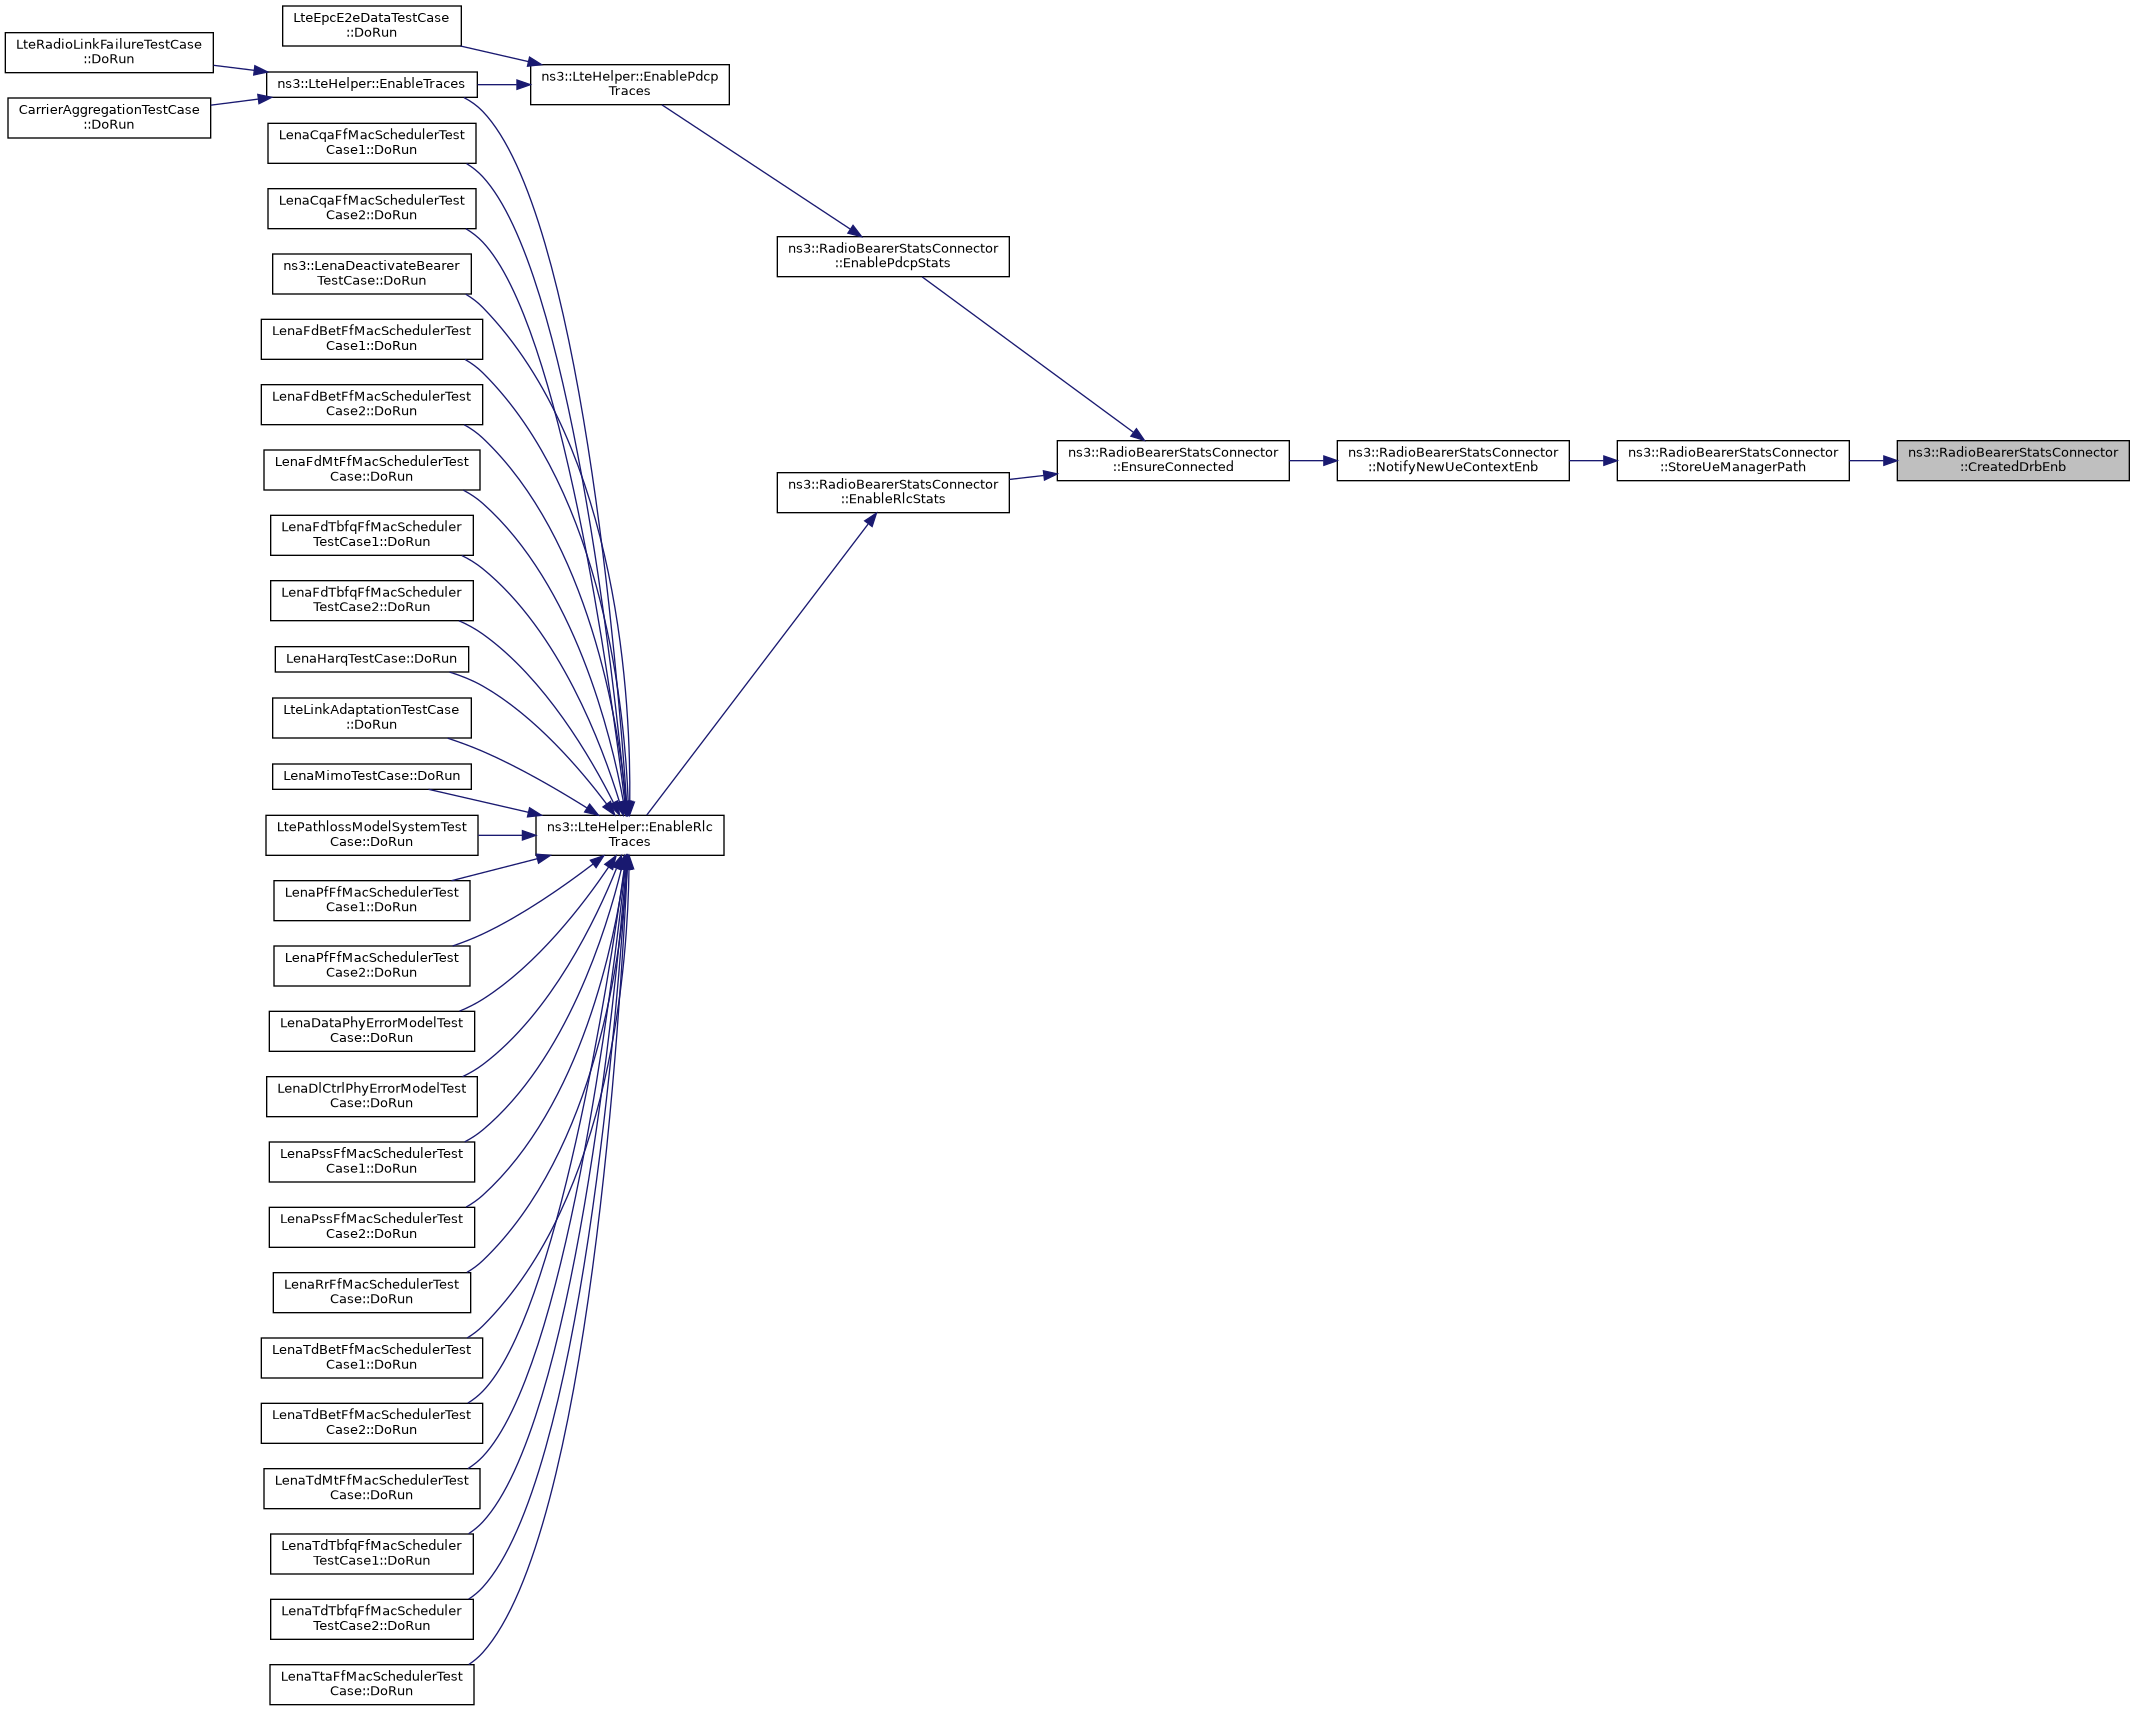 LteEpcE2eDataTestCase
::DoRun
LteRadioLinkFailureTestCase
::DoRun
ns3::LteHelper::EnableTraces
ns3::LteHelper::EnablePdcp
Traces
CarrierAggregationTestCase
::DoRun
LenaCqaFfMacSchedulerTest
Case1::DoRun
LenaCqaFfMacSchedulerTest
Case2::DoRun
ns3::LenaDeactivateBearer
TestCase::DoRun
ns3::RadioBearerStatsConnector
::EnablePdcpStats
LenaFdBetFfMacSchedulerTest
Case1::DoRun
LenaFdBetFfMacSchedulerTest
Case2::DoRun
LenaFdMtFfMacSchedulerTest
Case::DoRun
ns3::RadioBearerStatsConnector
::EnableRlcStats
ns3::RadioBearerStatsConnector
::EnsureConnected
ns3::RadioBearerStatsConnector
::NotifyNewUeContextEnb
ns3::RadioBearerStatsConnector
::StoreUeManagerPath
ns3::RadioBearerStatsConnector
::CreatedDrbEnb
LenaFdTbfqFfMacScheduler
TestCase1::DoRun
LenaFdTbfqFfMacScheduler
TestCase2::DoRun
LenaHarqTestCase::DoRun
LteLinkAdaptationTestCase
::DoRun
LenaMimoTestCase::DoRun
LtePathlossModelSystemTest
Case::DoRun
ns3::LteHelper::EnableRlc
Traces
LenaPfFfMacSchedulerTest
Case1::DoRun
LenaPfFfMacSchedulerTest
Case2::DoRun
LenaDataPhyErrorModelTest
Case::DoRun
LenaDlCtrlPhyErrorModelTest
Case::DoRun
LenaPssFfMacSchedulerTest
Case1::DoRun
LenaPssFfMacSchedulerTest
Case2::DoRun
LenaRrFfMacSchedulerTest
Case::DoRun
LenaTdBetFfMacSchedulerTest
Case1::DoRun
LenaTdBetFfMacSchedulerTest
Case2::DoRun
LenaTdMtFfMacSchedulerTest
Case::DoRun
LenaTdTbfqFfMacScheduler
TestCase1::DoRun
LenaTdTbfqFfMacScheduler
TestCase2::DoRun
LenaTtaFfMacSchedulerTest
Case::DoRun